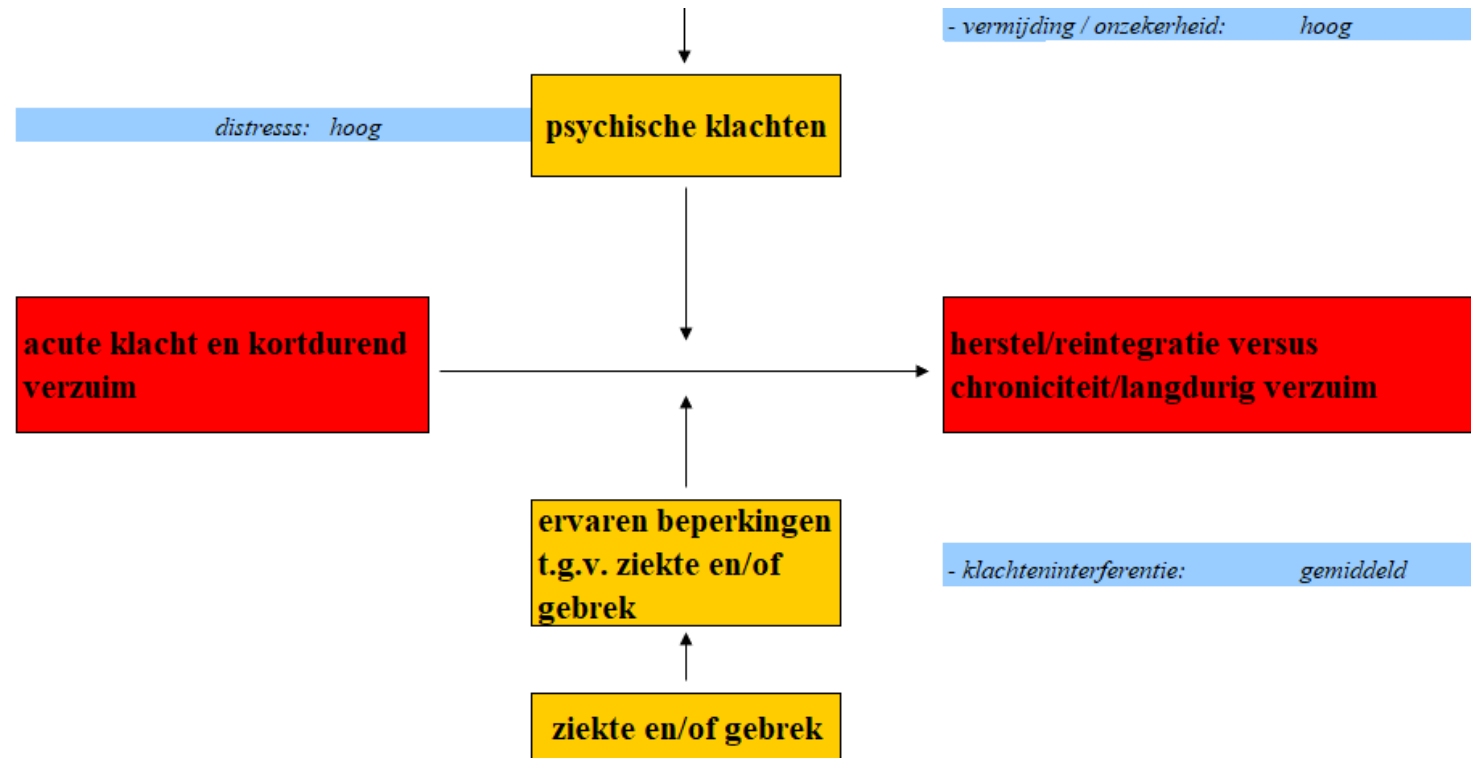 - vermijding / onzekerheid: hoog
distresss: hoog
psychische klachten
acute klacht en kortdurend
verzuim
herstel/reintegratie versus
chroniciteit/langdurig verzuim
ervaren beperkingen
t.g.v. ziekte en/of
gebrek
- klachteninterferentie: gemiddeld
ziekte en/of gebrek